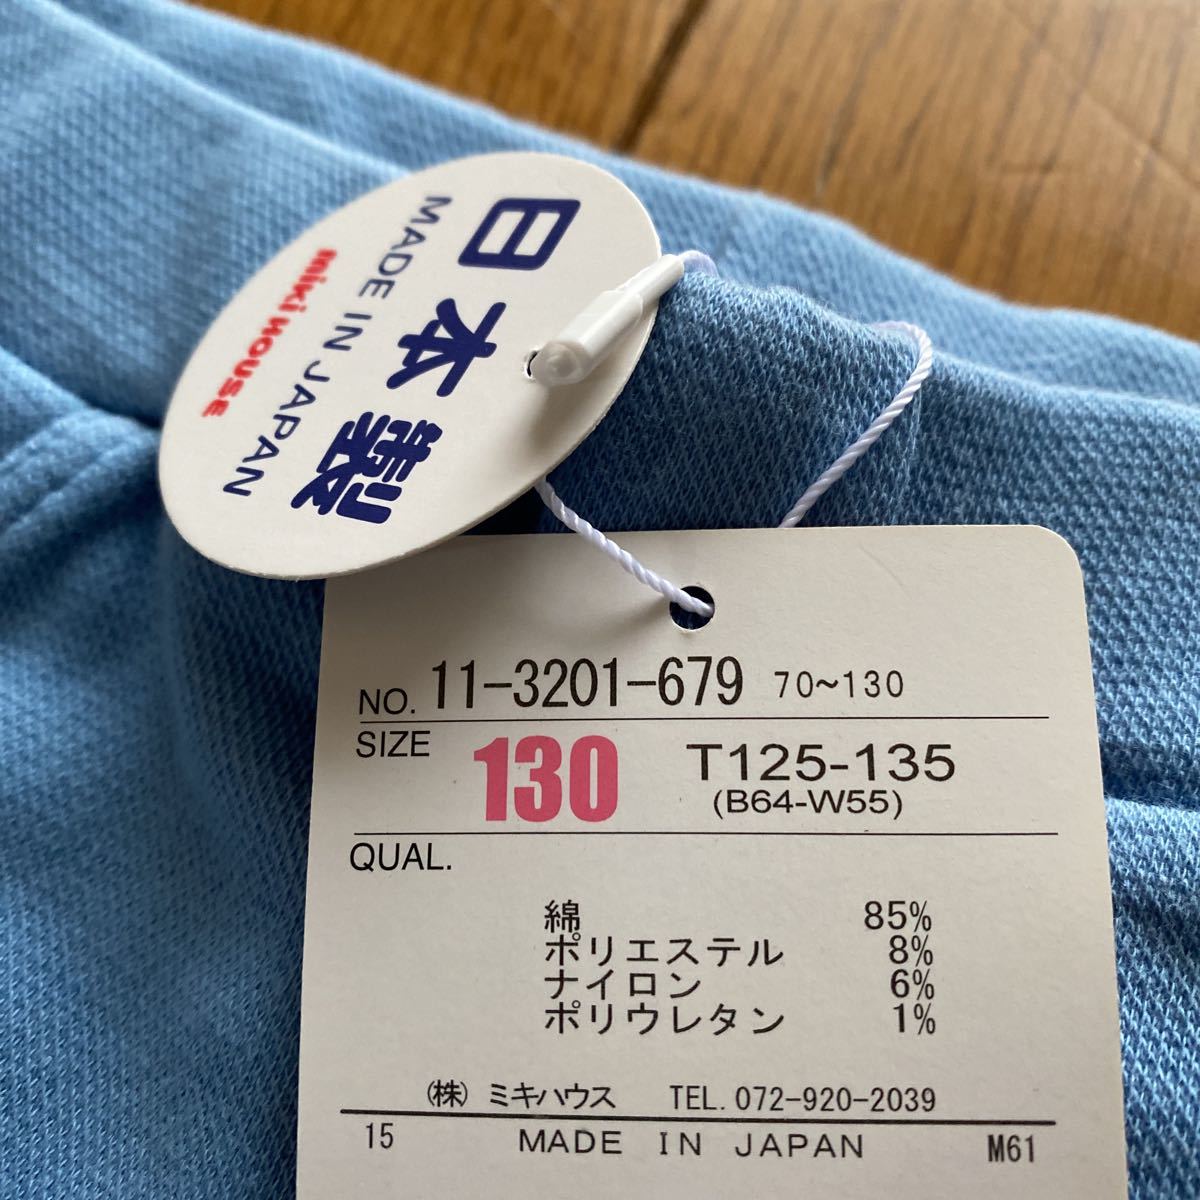 日本製
MADE IN JAPAN
miki HOUSE
NO. 11-3201-679 70~130
SIZE 130 T125-135
(B64-W55)
QUAL.
綿 85%
ポリエステル 8%
ナイロン 6%
ポリウレタン 1%
(株) ミキハウス TEL. 072-920-2039
15 MADE IN JAPAN M61